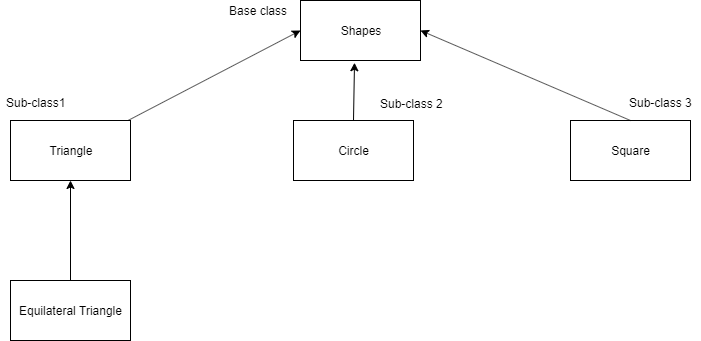 Base class
Shapes
Sub-class1
Sub-class 2
Sub-class 3
Triangle
Circle
Square
Equilateral Triangle